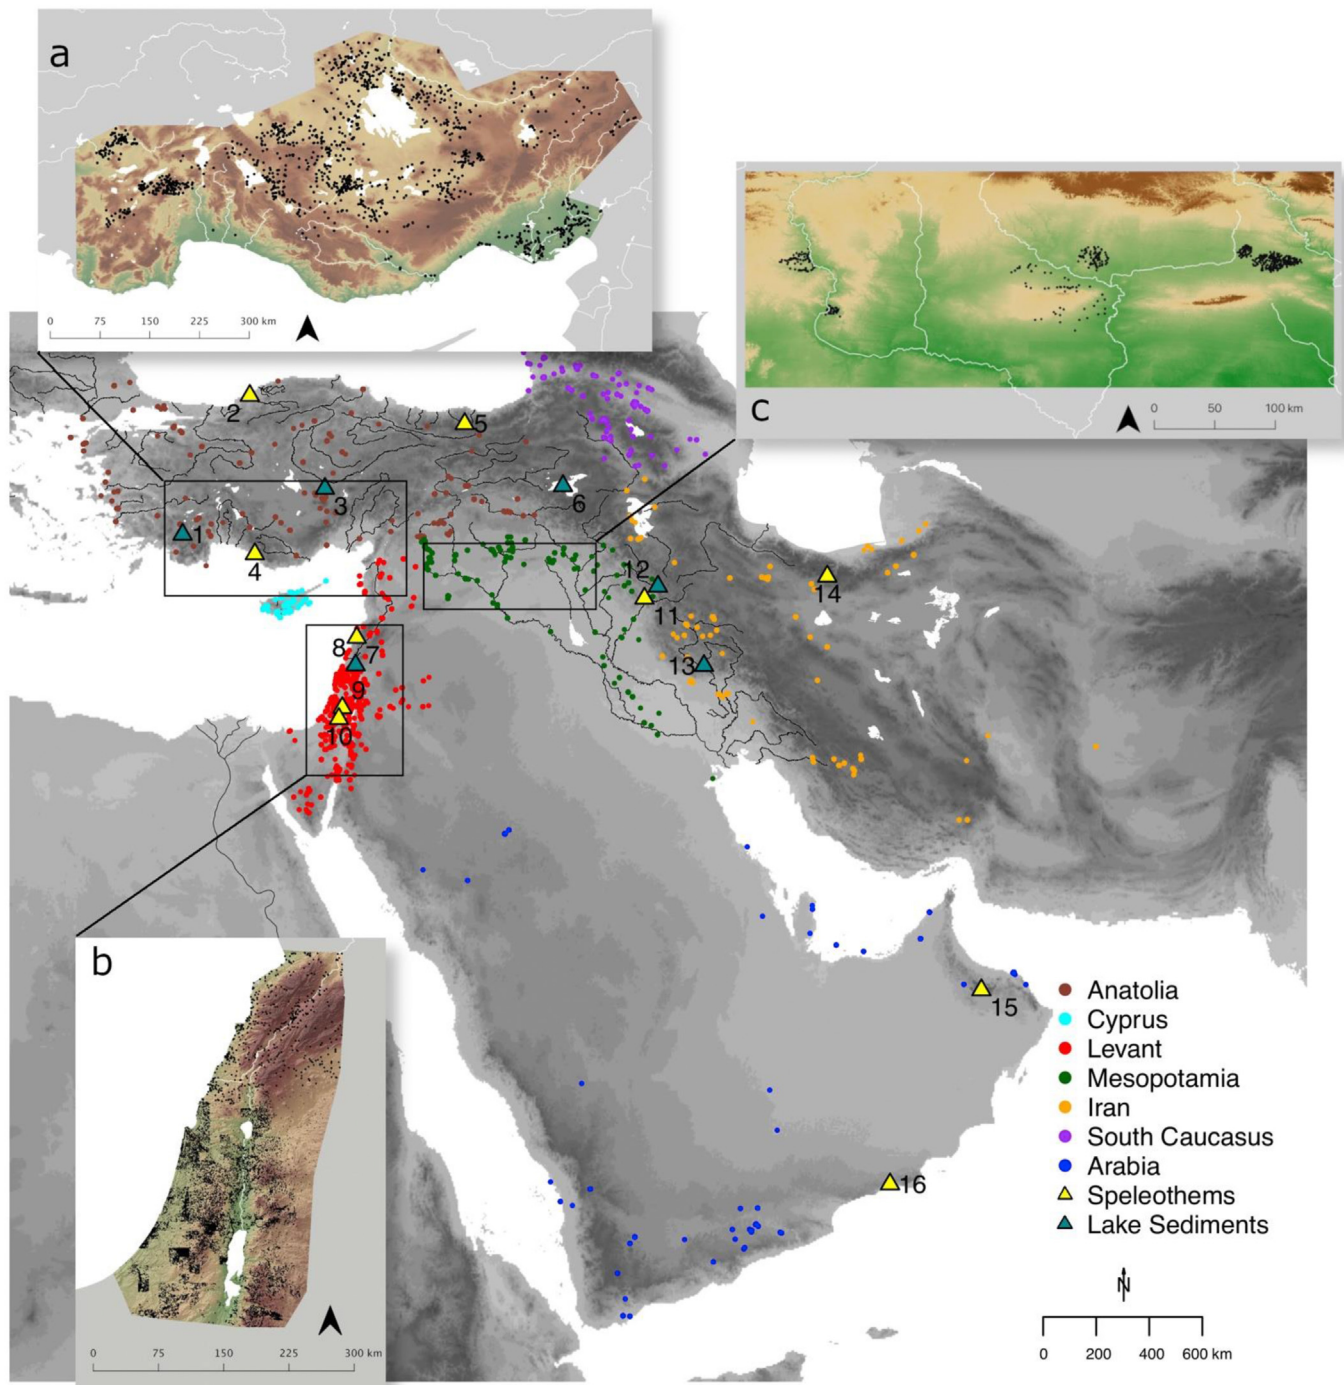 a
0 75 150 225 300 km
c
0 50 100 km
2
5
3
6
1
4
12
11
14
8
7
13
9
10
b
0 75 150 225 300 km
15
16
Anatolia
Cyprus
Levant
Mesopotamia
Iran
South Caucasus
Arabia
Speleothems
Lake Sediments
N
0 200 400 600 km